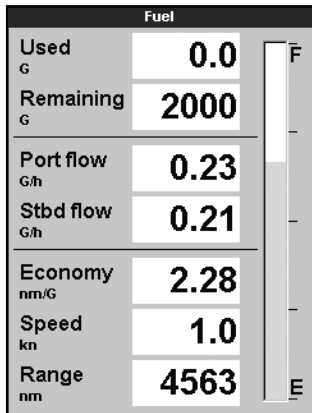 Fuel
Used 0.0 F
G
Remaining 2000
G
Port flow 0.23
G/h
Stbd flow 0.21
G/h
Economy 2.28
nm/G
Speed 1.0
kn
Range 4563 E
nm